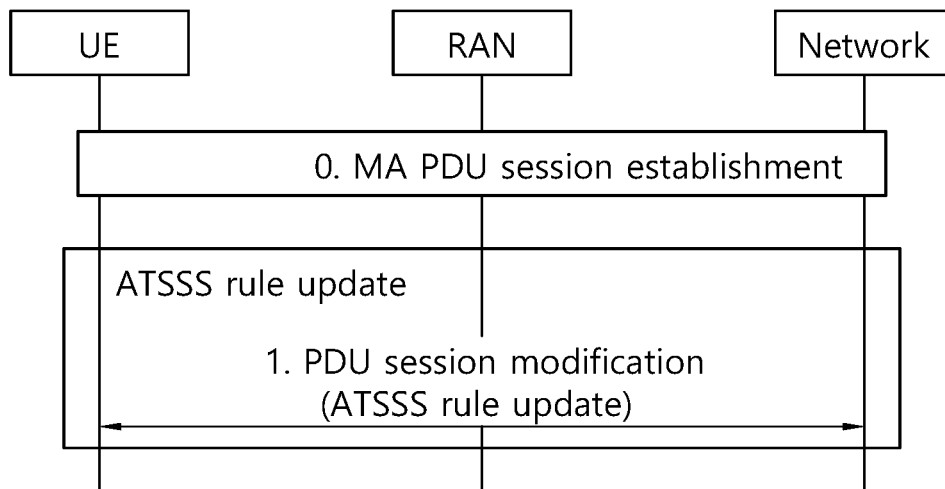 UE
RAN
Network
0. MA PDU session establishment
ATSSS rule update
1. PDU session modification
(ATSSS rule update)